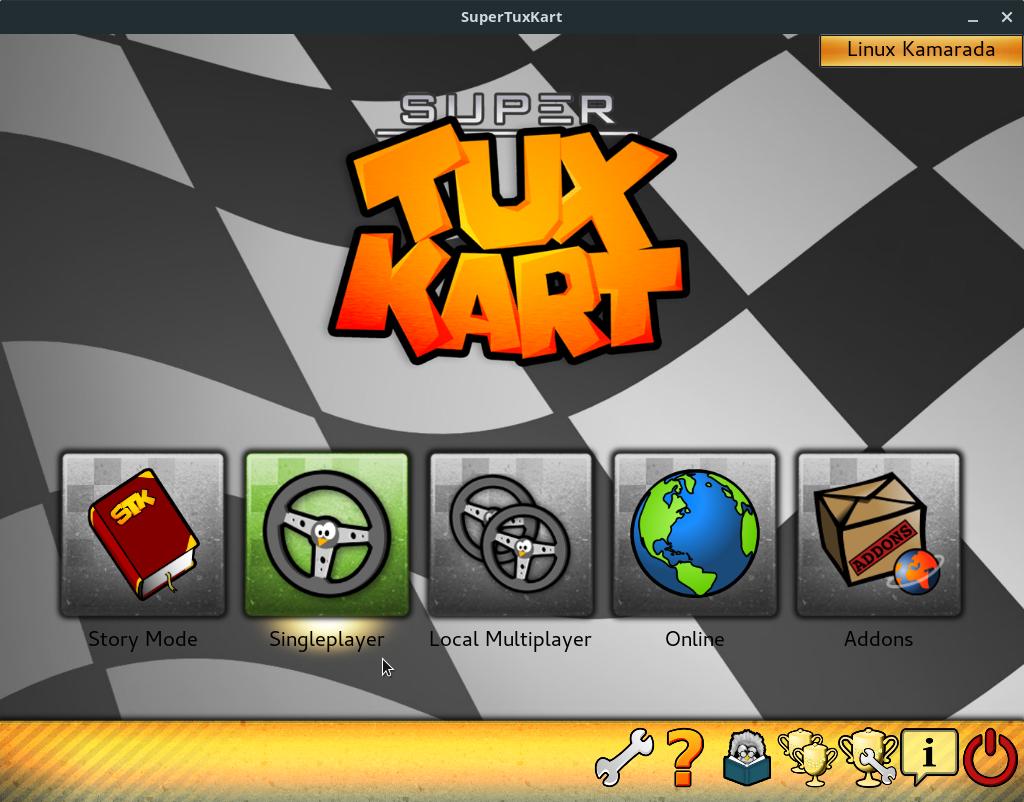 SuperTuxKart
Linux Kamarada
SUPER
TUX
KART
STK
ADDONS
Story Mode
Singleplayer
Local Multiplayer
Online
Addons
?
i